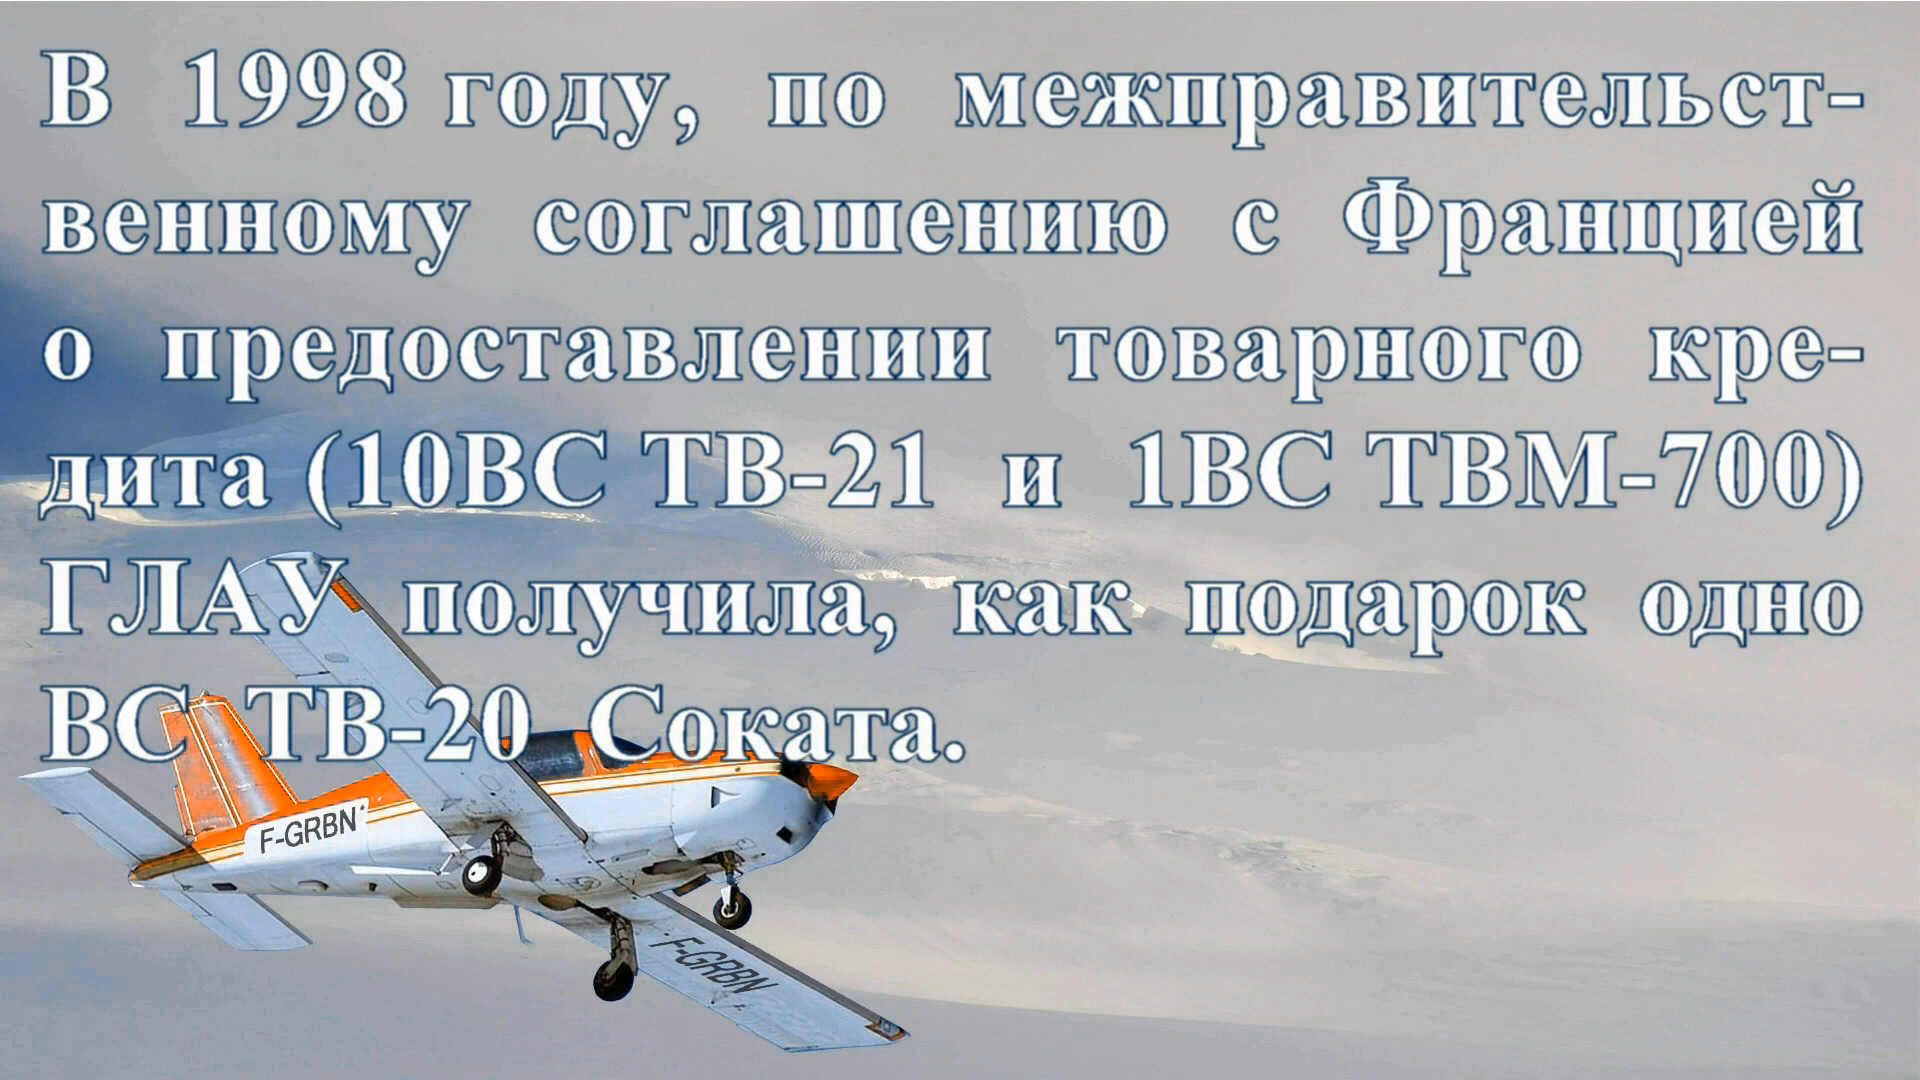 В 1998 году, по межправительст-
венному соглашению с Францией
о предоставлении товарного кре-
дита (10ВС ТВ-21 и 1ВС ТВМ-700)
ГЛАУ получила, как подарок одно
ВС ТВ-20 Соката.
F-GRBN
F-GRBN